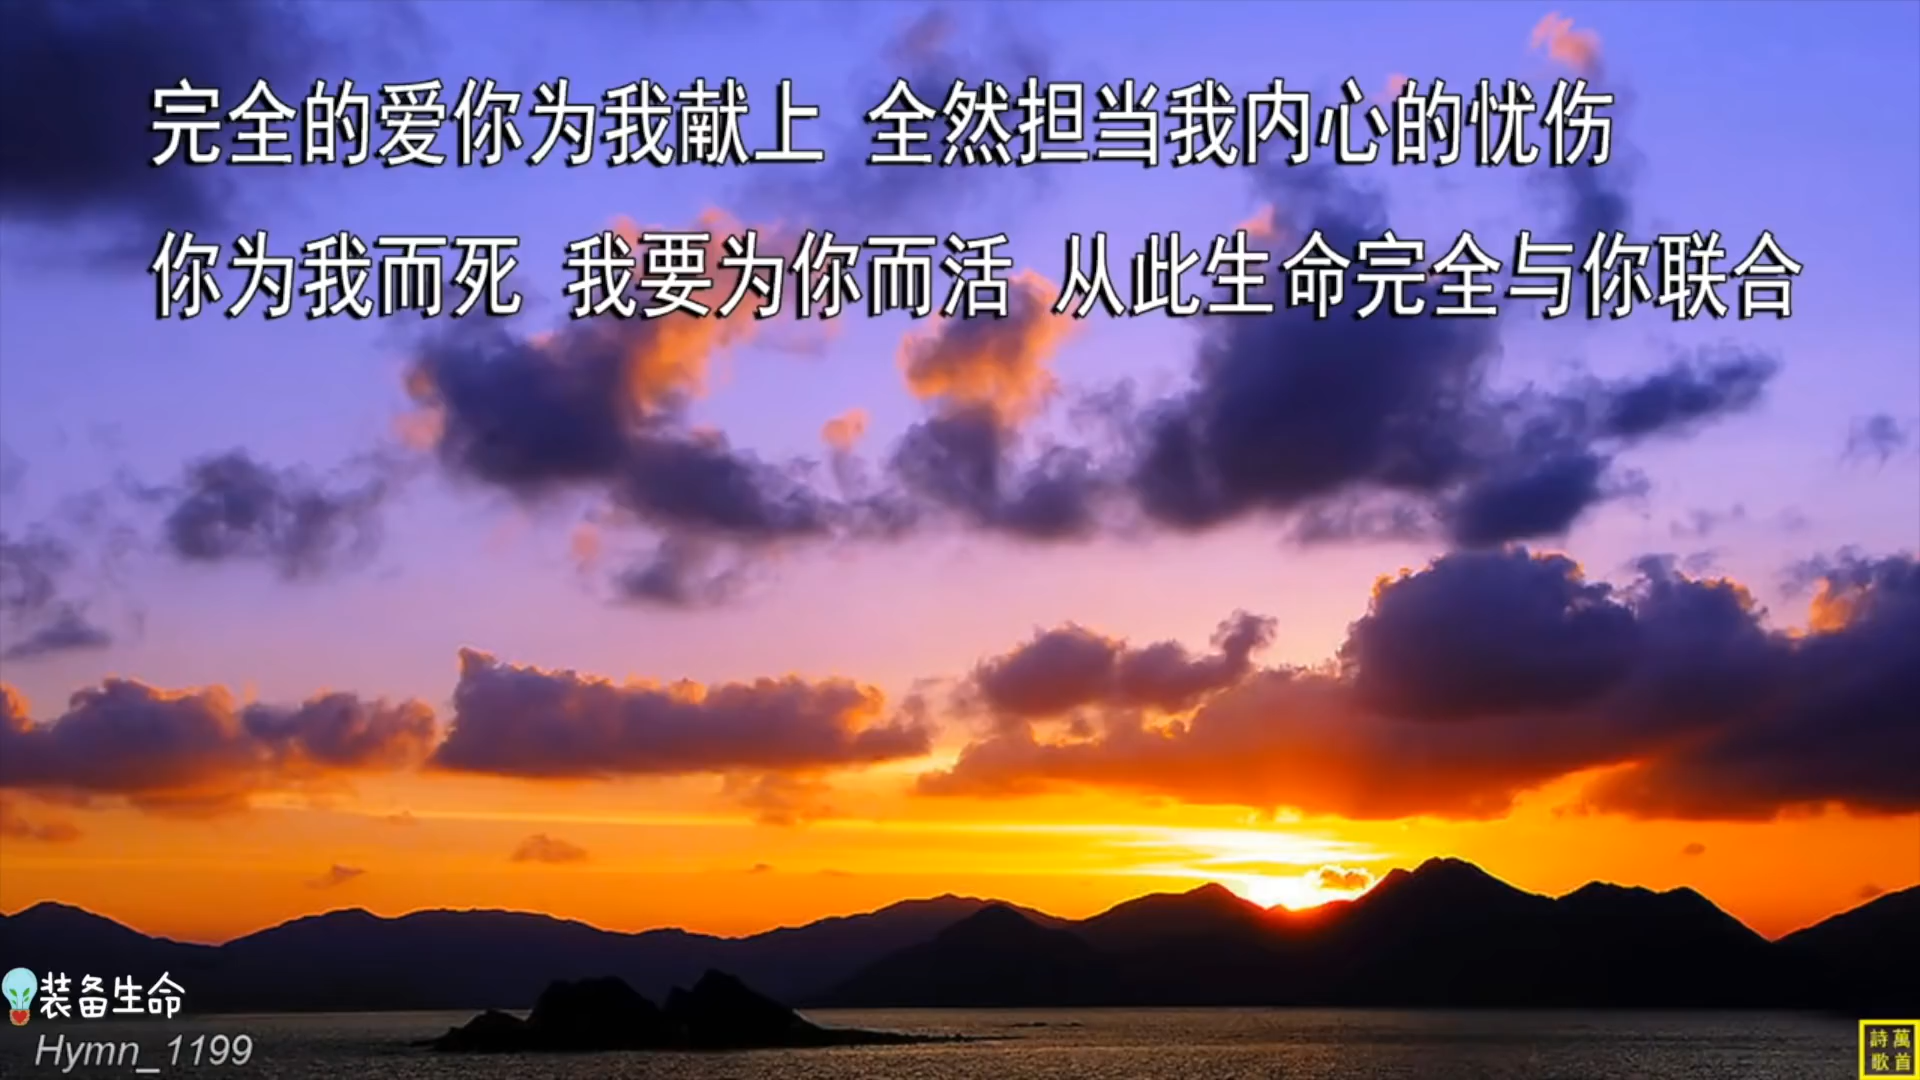 完全的爱你为我献上 全然担当我内心的忧伤
你为我而死 我要为你而活 从此生命完全与你联合
装备生命
Hymn_1199
萬首詩歌